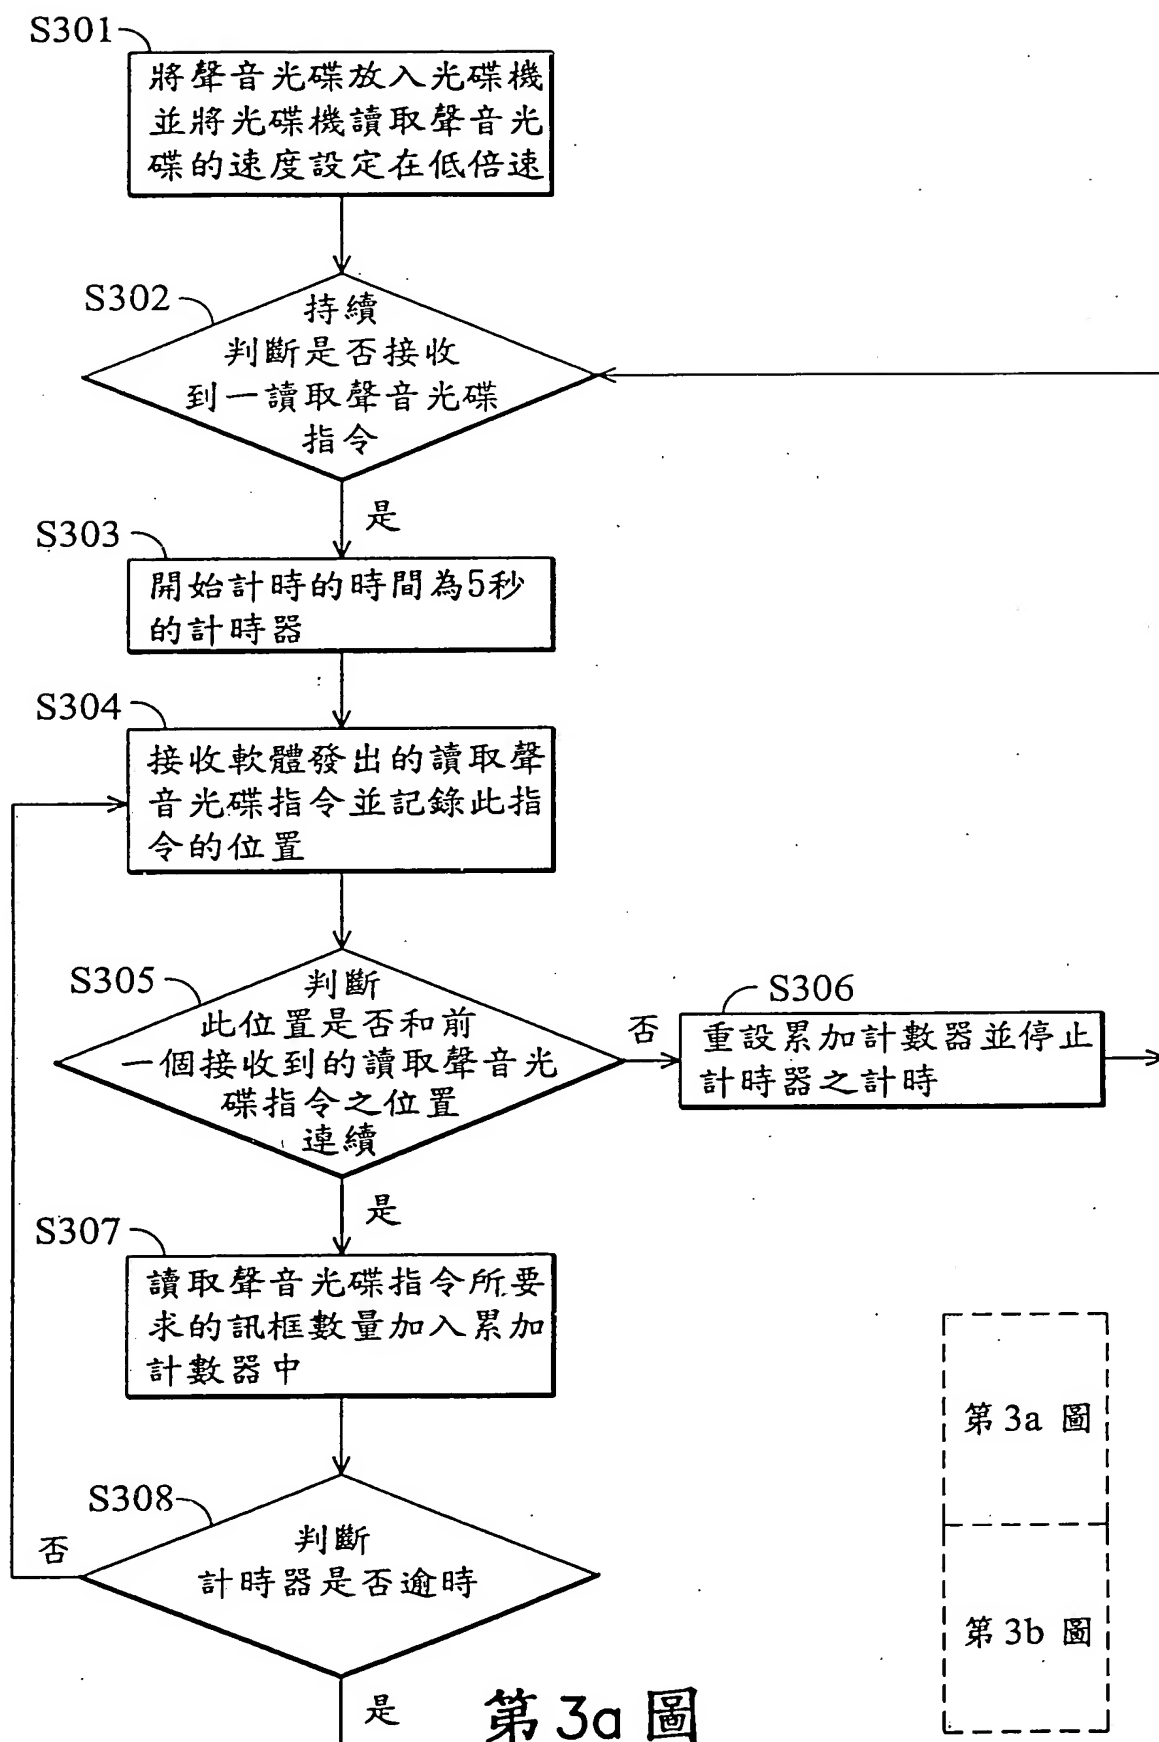 S301
將聲音光碟放入光碟機
並將光碟機讀取聲音光
碟的速度設定在低倍速
S302
持續
判斷是否接收
到一讀取聲音光碟
指令
是
S303
開始計時的時間為5秒
的計時器
S304
接收軟體發出的讀取聲
音光碟指令並記錄此指
令的位置
S305
判斷
此位置是否和前
一個接收到的讀取聲音光
碟指令之位置
連續
否
S306
重設累加計數器並停止
計時器之計時
是
S307
讀取聲音光碟指令所要
求的訊框數量加入累加
計數器中
S308
判斷
計時器是否逾時
否
是
第3a 圖
第3b 圖
第3a 圖